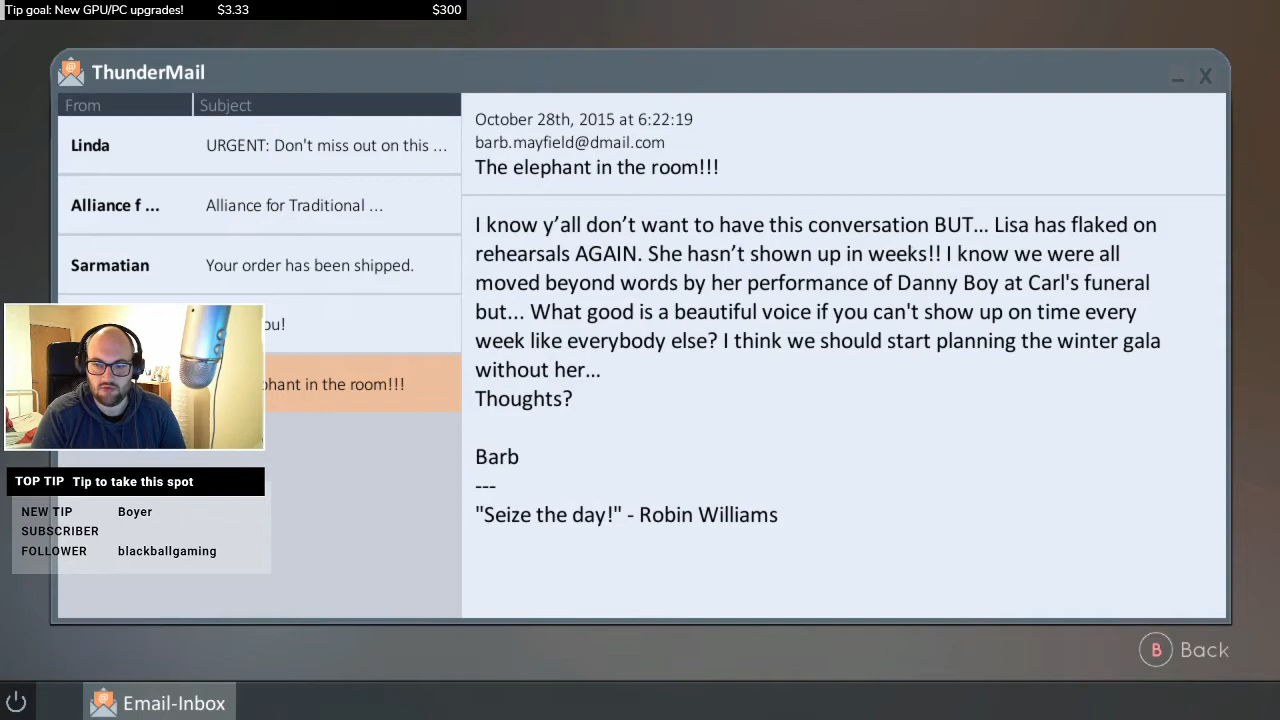 Tip goal: New GPU/PC upgrades! $3.33 $300
ThunderMail
From Subject
Linda URGENT: Don't miss out on this ...
Alliance f ... Alliance for Traditional ...
Sarmatian Your order has been shipped.
ou!
phant in the room!!!
October 28th, 2015 at 6:22:19
barb.mayfield@dmail.com
The elephant in the room!!!
I know y’all don’t want to have this conversation BUT... Lisa has flaked on
rehearsals AGAIN. She hasn’t shown up in weeks!! I know we were all
moved beyond words by her performance of Danny Boy at Carl's funeral
but... What good is a beautiful voice if you can't show up on time every
week like everybody else? I think we should start planning the winter gala
without her...
Thoughts?
Barb
---
"Seize the day!" - Robin Williams
TOP TIP Tip to take this spot
NEW TIP Boyer
SUBSCRIBER
FOLLOWER blackballgaming
B Back
Email-Inbox